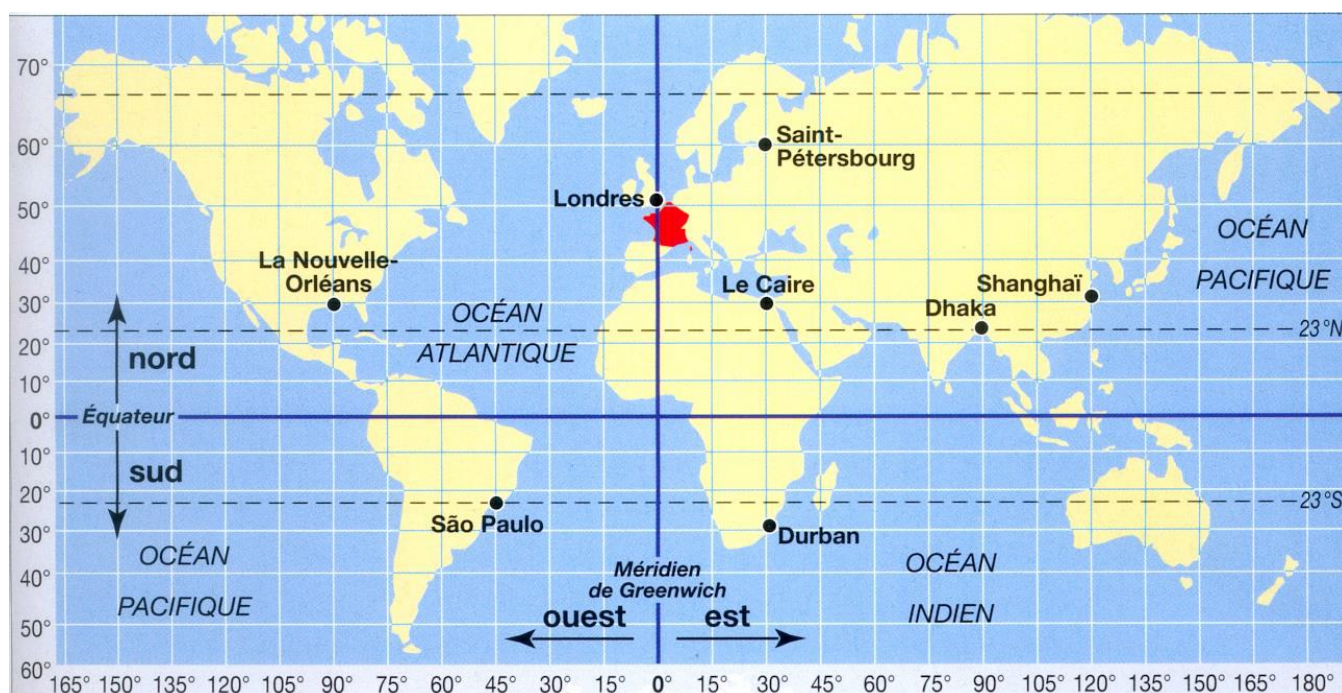 70°
60°
Saint-
Pétersbourg
Londres
50°
OCÉAN
PACIFIQUE
40°
La Nouvelle-
Orléans
Le Caire
Shanghaï
30°
Dhaka
OCÉAN
ATLANTIQUE
23°N
20°
nord
10°
0°
Équateur
10°
sud
20°
23°S
São Paulo
Durban
30°
OCÉAN
PACIFIQUE
Méridien
de Greenwich
OCÉAN
INDIEN
40°
ouest
est
50°
60°
165° 150° 135° 120° 105° 90° 75° 60° 45° 30° 15° 0 15° 30° 45° 60° 75° 90° 105° 120° 135° 150° 165° 180°